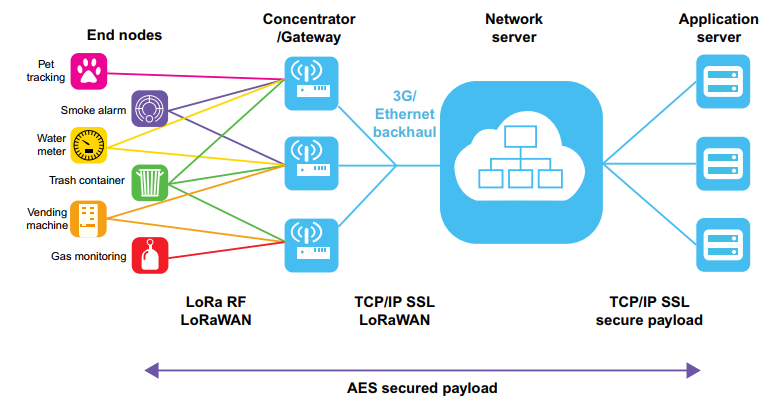 End nodes
Concentrator
/Gateway
Network
server
Application
server
Pet
tracking
Smoke alarm
Water
meter
Trash container
Vending
machine
Gas monitoring
3G/
Ethernet
backhaul
LoRa RF
LoRaWAN
TCP/IP SSL
LoRaWAN
TCP/IP SSL
secure payload
AES secured payload